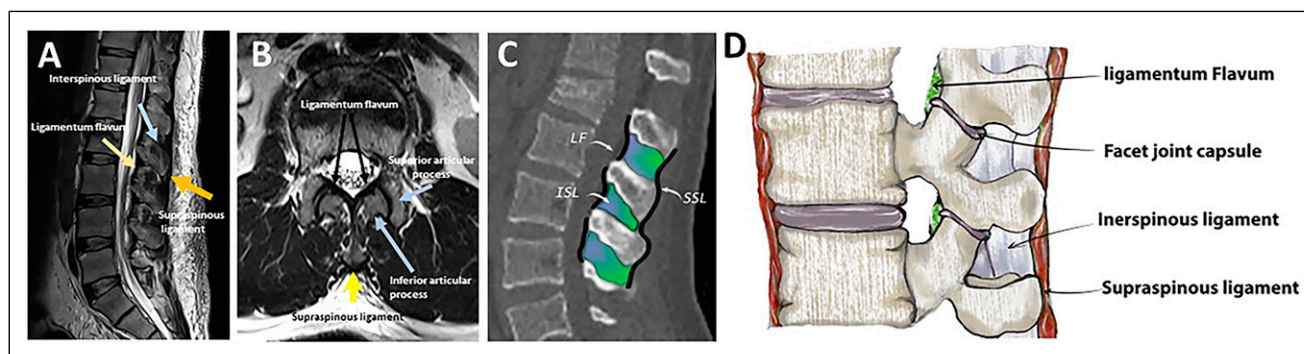 A
Interspinous ligament
Ligamentum flavum
Supraspinous
ligament
B
Ligamentum flavum
Superior articular
process
Inferior articular
process
Supraspinous ligament
C
LF
ISL
SSL
D
ligamentum Flavum
Facet joint capsule
Inerspinous ligament
Supraspinous ligament